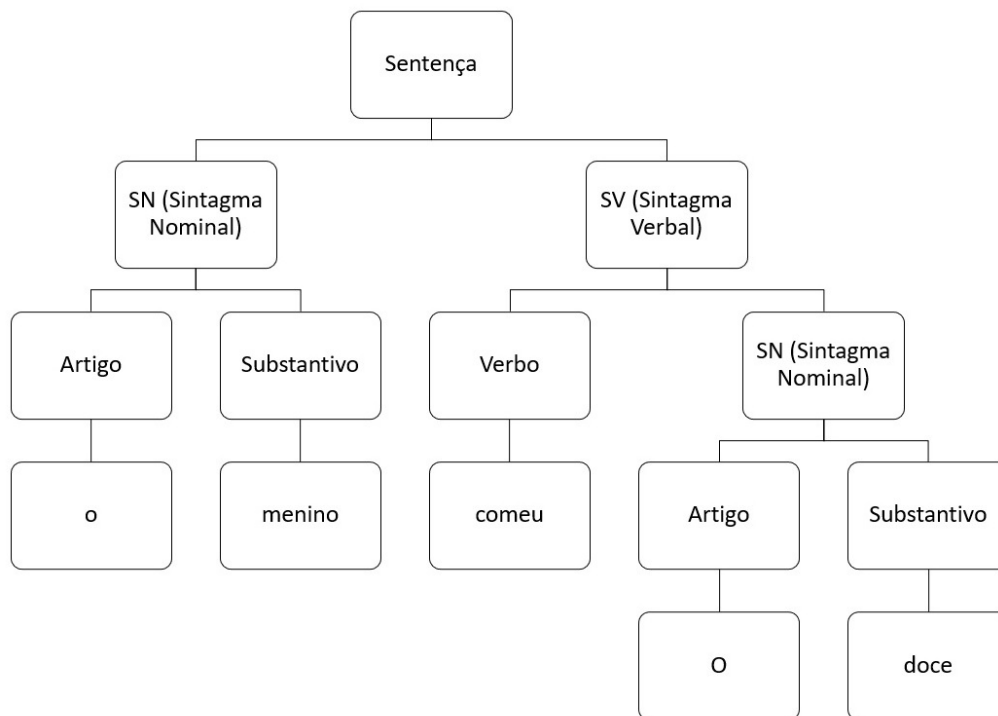 Sentença
SN (Sintagma
Nominal)
SV (Sintagma
Verbal)
Artigo
Substantivo
Verbo
SN (Sintagma
Nominal)
o
menino
comeu
Artigo
Substantivo
O
doce